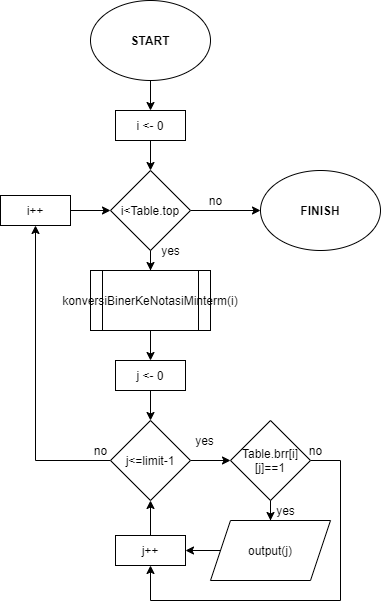 START
i <- 0
i++
i<Table.top
no
FINISH
yes
konversiBinerKeNotasiMinterm(i)
j <- 0
no
j<=limit-1
yes
Table.brr[i]
[j]==1
no
yes
j++
output(j)